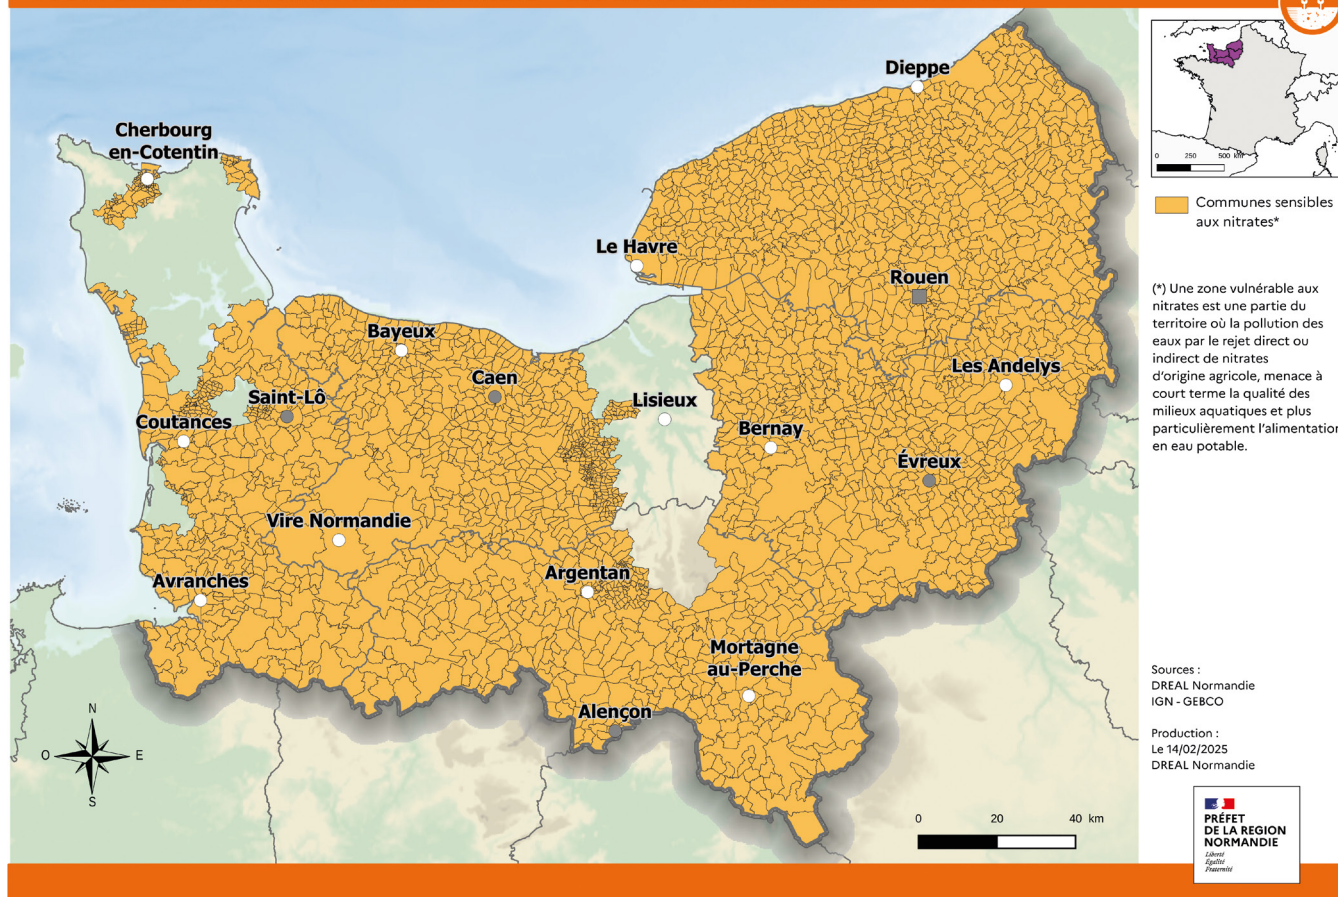 Dieppe
Cherbourg
en-Cotentin
Le Havre
Rouen
Bayeux
Caen
Les Andelys
Saint-Lô
Lisieux
Coutances
Bernay
Évreux
Vire Normandie
Avranches
Argentan
Mortagne
au-Perche
Alençon
N
O
E
S
0 20 40 km
0 250 500 km
Communes sensibles
aux nitrates*
(*) Une zone vulnérable aux
nitrates est une partie du
territoire où la pollution des
eaux par le rejet direct ou
indirect de nitrates
d'origine agricole, menace à
court terme la qualité des
milieux aquatiques et plus
particulièrement l'alimentation
en eau potable.
Sources :
DREAL Normandie
IGN - GEBCO
Production :
Le 14/02/2025
DREAL Normandie
PRÉFET
DE LA REGION
NORMANDIE
Liberté
Égalité
Fraternité